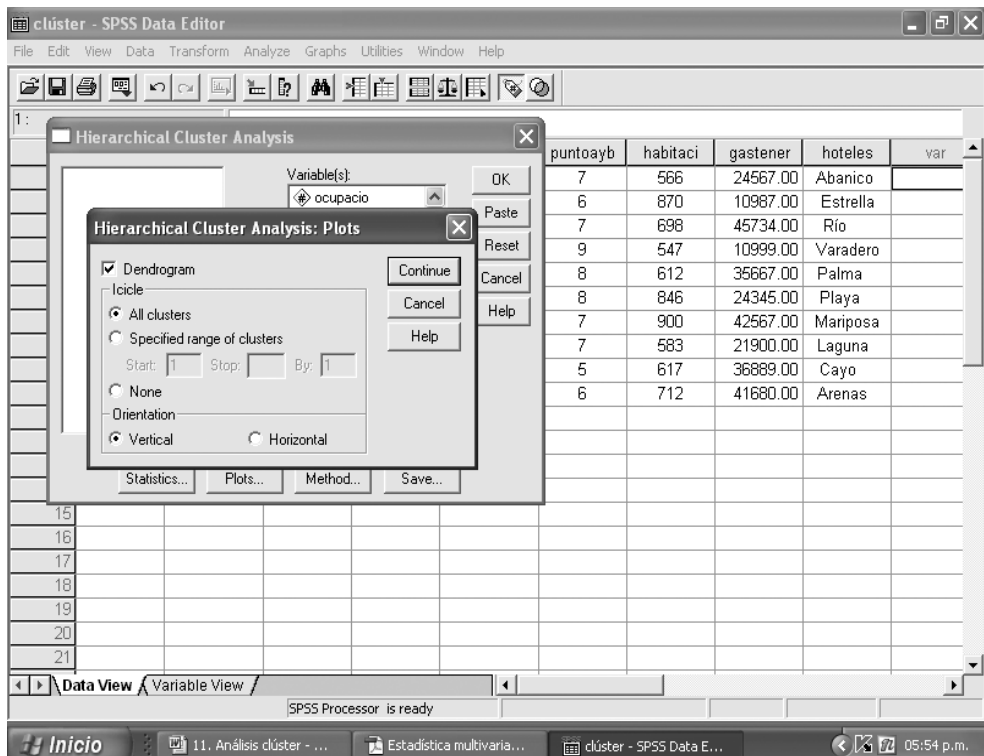 clúster - SPSS Data Editor
File Edit View Data Transform Analyze Graphs Utilities Window Help
1 :
Hierarchical Cluster Analysis
Variable(s):
ocupacio
OK
Paste
Reset
Cancel
Help
Hierarchical Cluster Analysis: Plots
Dendrogram
Icicle
All clusters
Specified range of clusters
Start: 1 Stop: By: 1
None
Orientation
Vertical Horizontal
Continue
Cancel
Help
Statistics... Plots... Method... Save...
puntoayb habitaci gastener hoteles var
7 566 24567.00 Abanico
6 870 10987.00 Estrella
7 698 45734.00 Río
9 547 10999.00 Varadero
8 612 35667.00 Palma
8 846 24345.00 Playa
7 900 42567.00 Mariposa
7 583 21900.00 Laguna
5 617 36889.00 Cayo
6 712 41680.00 Arenas
15
16
17
18
19
20
21
Data View Variable View
SPSS Processor is ready
Inicio 11. Análisis clúster - ... Estadística multivaria... clúster - SPSS Data E... 05:54 p.m.